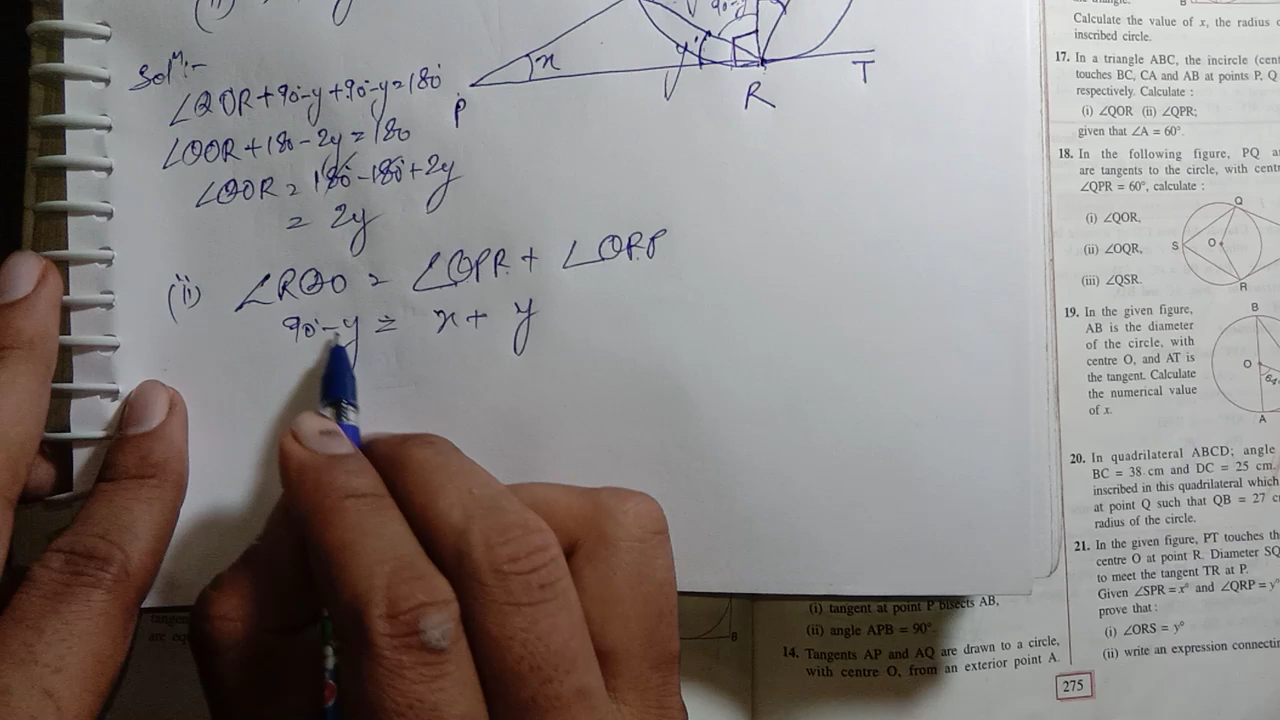 (ii)
Solⁿ:-
∠QOR+90°-y+90°-y=180°
∠QOR+180-2y=180
∠QOR=180°-180°+2y
= 2y
(ii) ∠RQO = ∠QPR + ∠QRP
90°-y = x+ y
x
y
90-y
P
R
T
(i) tangent at point P bisects AB,
(ii) angle APB = 90°.
14. Tangents AP and AQ are drawn to a circle,
with centre O, from an exterior point A.
the triangle.
B
Calculate the value of x, the radius o
inscribed circle.
17. In a triangle ABC, the incircle (cent
touches BC, CA and AB at points P, Q
respectively. Calculate :
(i) ∠QOR (ii) ∠QPR;
given that ∠A = 60°.
18. In the following figure, PQ a
are tangents to the circle, with centr
∠QPR = 60°, calculate :
(i) ∠QOR,
(ii) ∠OQR,
(iii) ∠QSR.
Q
S
O
R
19. In the given figure,
AB is the diameter
of the circle, with
centre O, and AT is
the tangent. Calculate
the numerical value
of x.
B
O
64
A
20. In quadrilateral ABCD; angle
BC = 38 cm and DC = 25 cm.
inscribed in this quadrilateral which
at point Q such that QB = 27 c
radius of the circle.
21. In the given figure, PT touches th
centre O at point R. Diameter SQ
to meet the tangent TR at P.
Given ∠SPR = x° and ∠QRP = y°
prove that :
(i) ∠ORS = y°
(ii) write an expression connecti
275
B